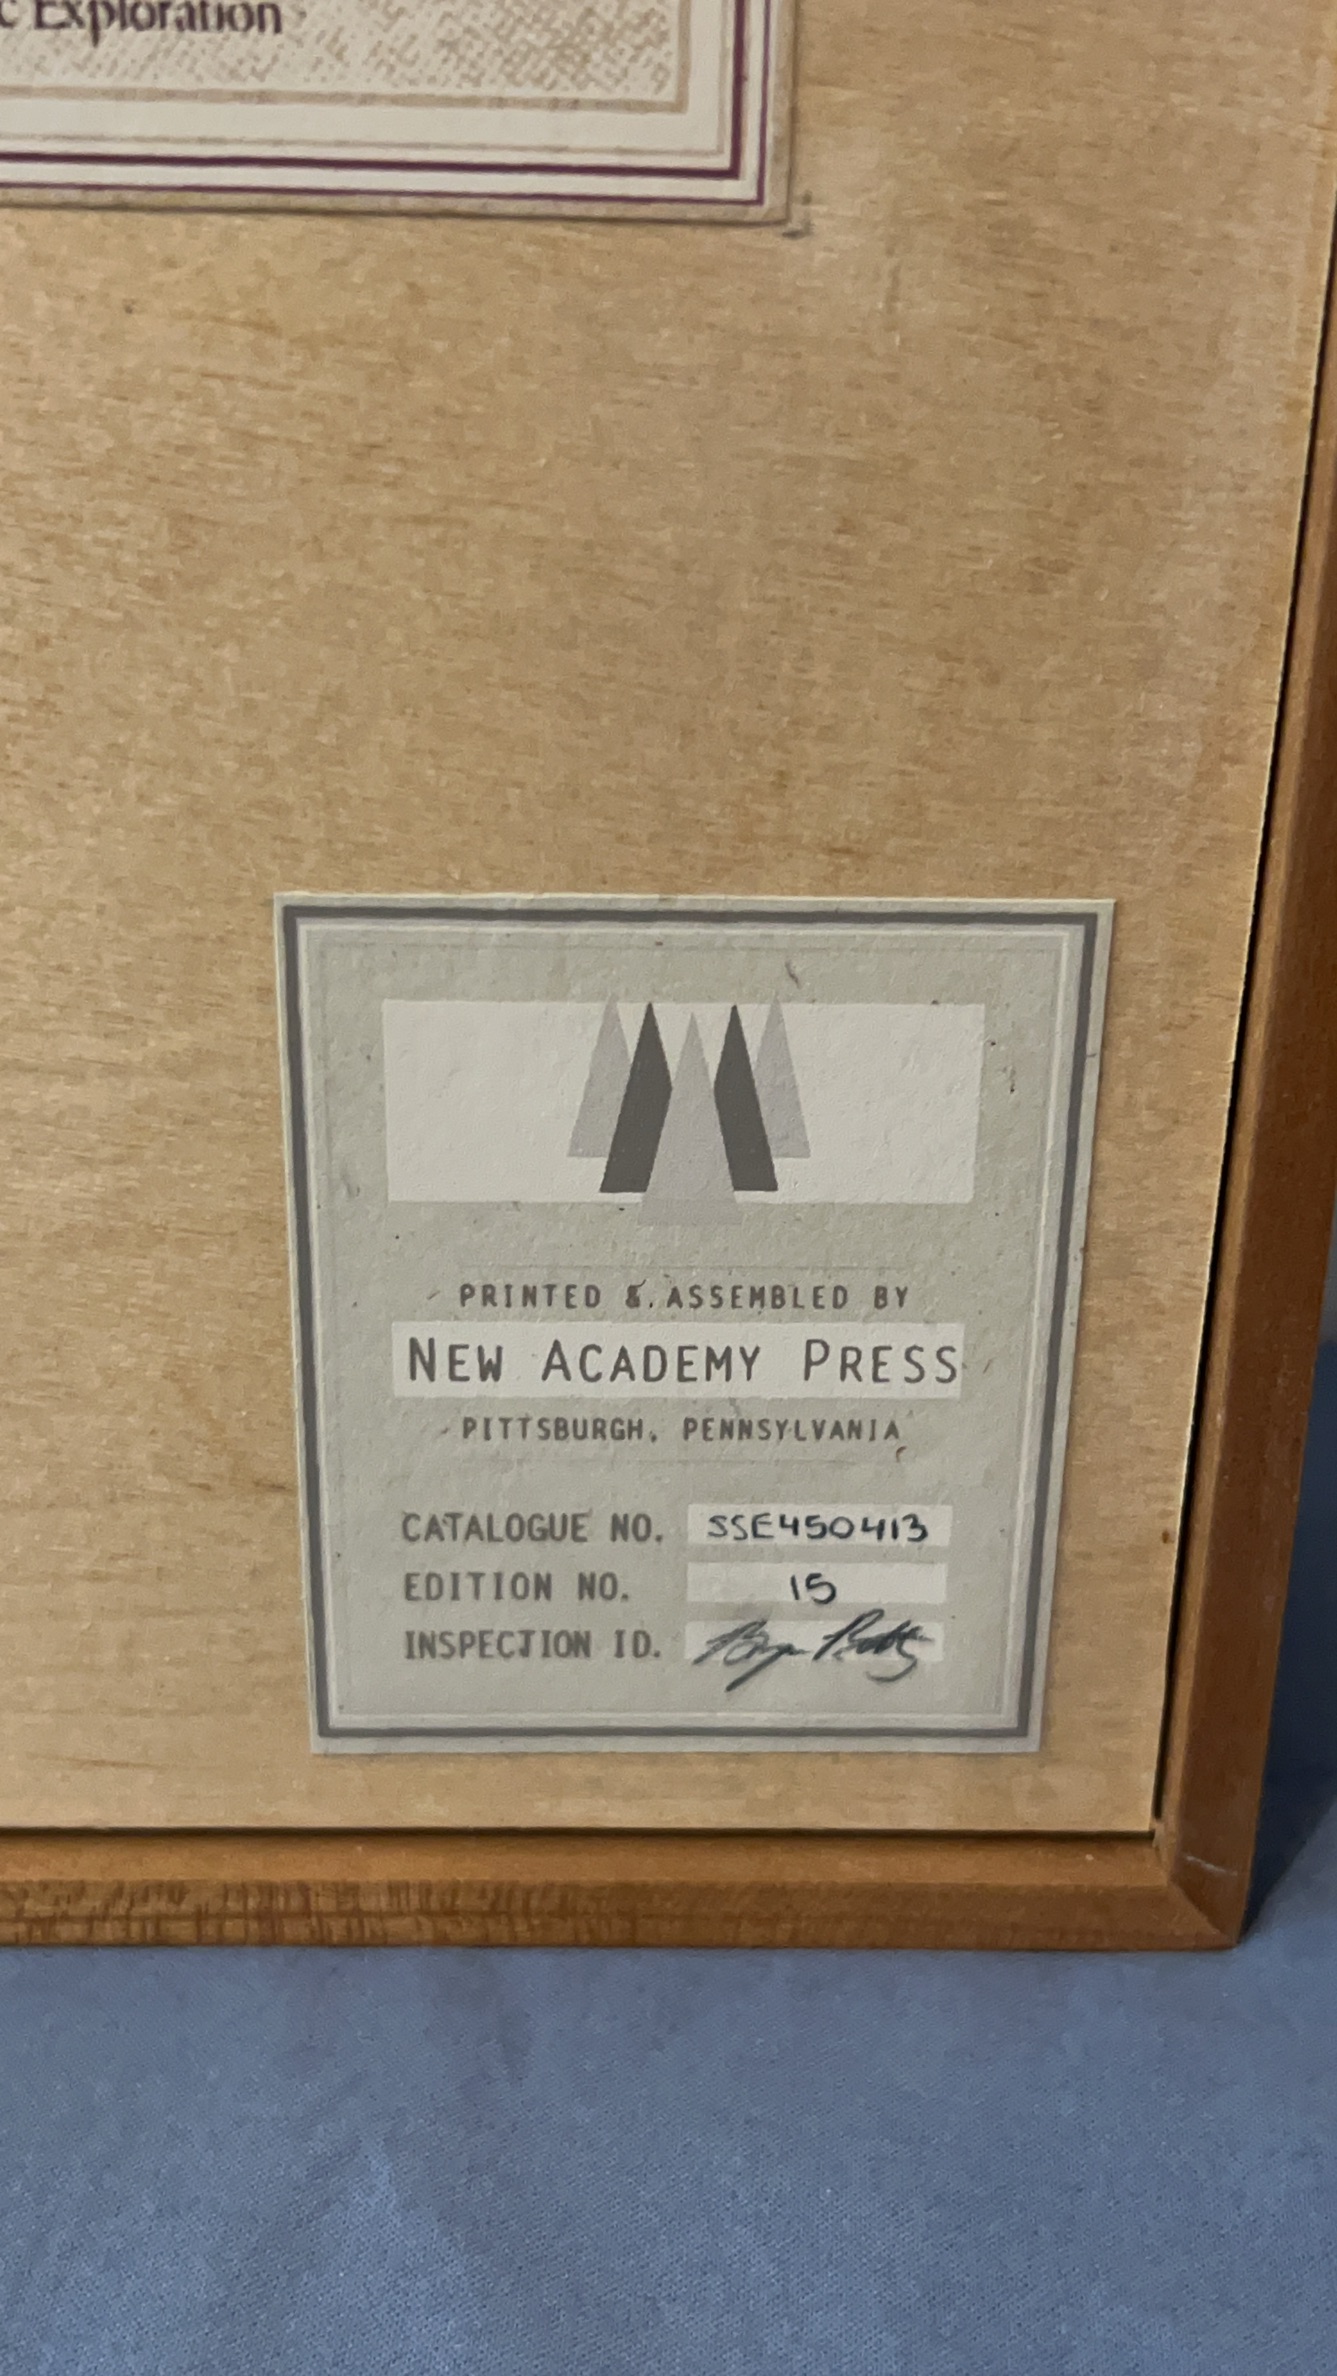 c Exploration
PRINTED & ASSEMBLED BY
NEW ACADEMY PRESS
PITTSBURGH, PENNSYLVANIA
CATALOGUE NO. SSE450413
EDITION NO. 15
INSPECTION ID.